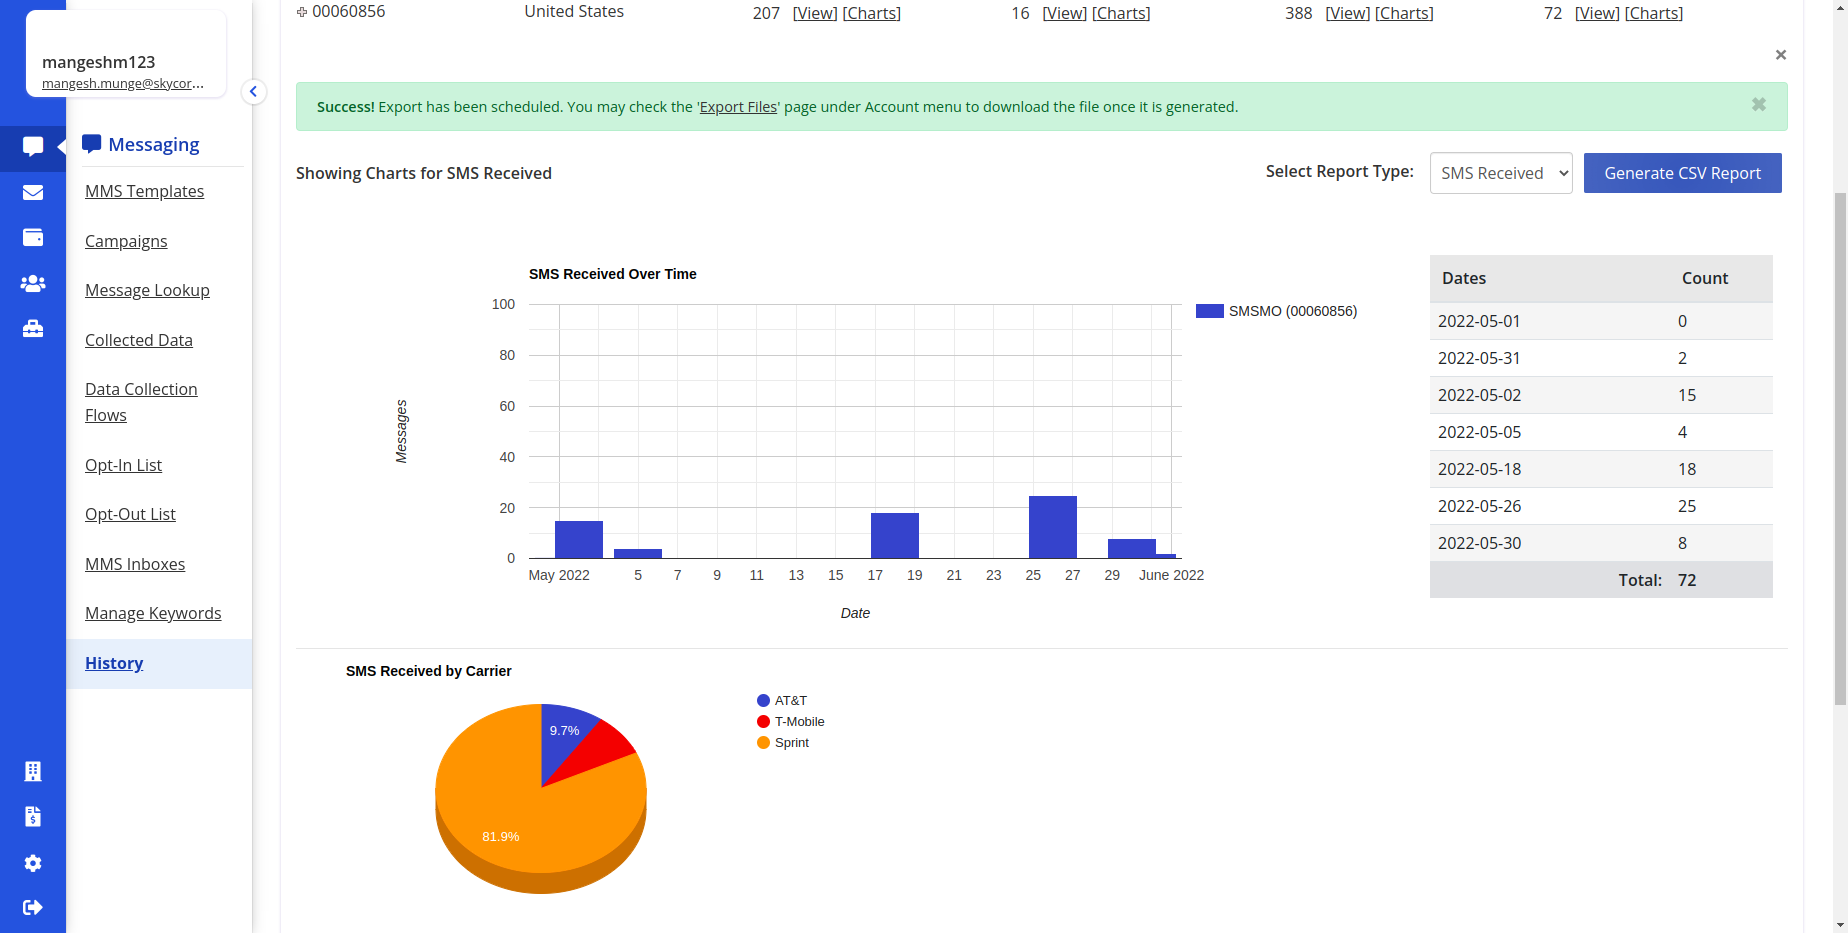 mangeshm123
mangesh.munge@skycor...
Messaging
MMS Templates
Campaigns
Message Lookup
Collected Data
Data Collection
Flows
Opt-In List
Opt-Out List
MMS Inboxes
Manage Keywords
History
00060856 United States 207 [View] [Charts] 16 [View] [Charts] 388 [View] [Charts] 72 [View] [Charts]
×
Success! Export has been scheduled. You may check the 'Export Files' page under Account menu to download the file once it is generated. ✖
Showing Charts for SMS Received
Select Report Type: SMS Received Generate CSV Report
SMS Received Over Time
100
80
60
40
20
0
Messages
May 2022 5 7 9 11 13 15 17 19 21 23 25 27 29 June 2022
Date
SMSMO (00060856)
Dates Count
2022-05-01 0
2022-05-31 2
2022-05-02 15
2022-05-05 4
2022-05-18 18
2022-05-26 25
2022-05-30 8
Total: 72
SMS Received by Carrier
9.7%
81.9%
AT&T
T-Mobile
Sprint